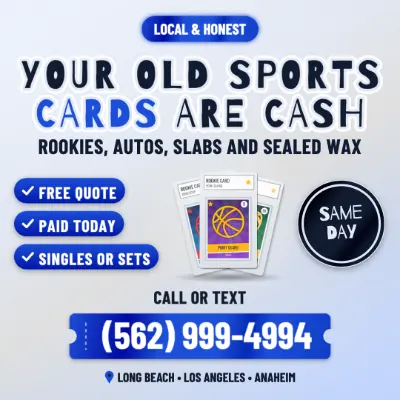 LOCAL & HONEST
YOUR OLD SPORTS
CARDS ARE CASH
ROOKIES, AUTOS, SLABS AND SEALED WAX
FREE QUOTE
PAID TODAY
SINGLES OR SETS
ROOKIE CARD
SAME
DAY
CALL OR TEXT
(562) 999-4994
LONG BEACH • LOS ANGELES • ANAHEIM